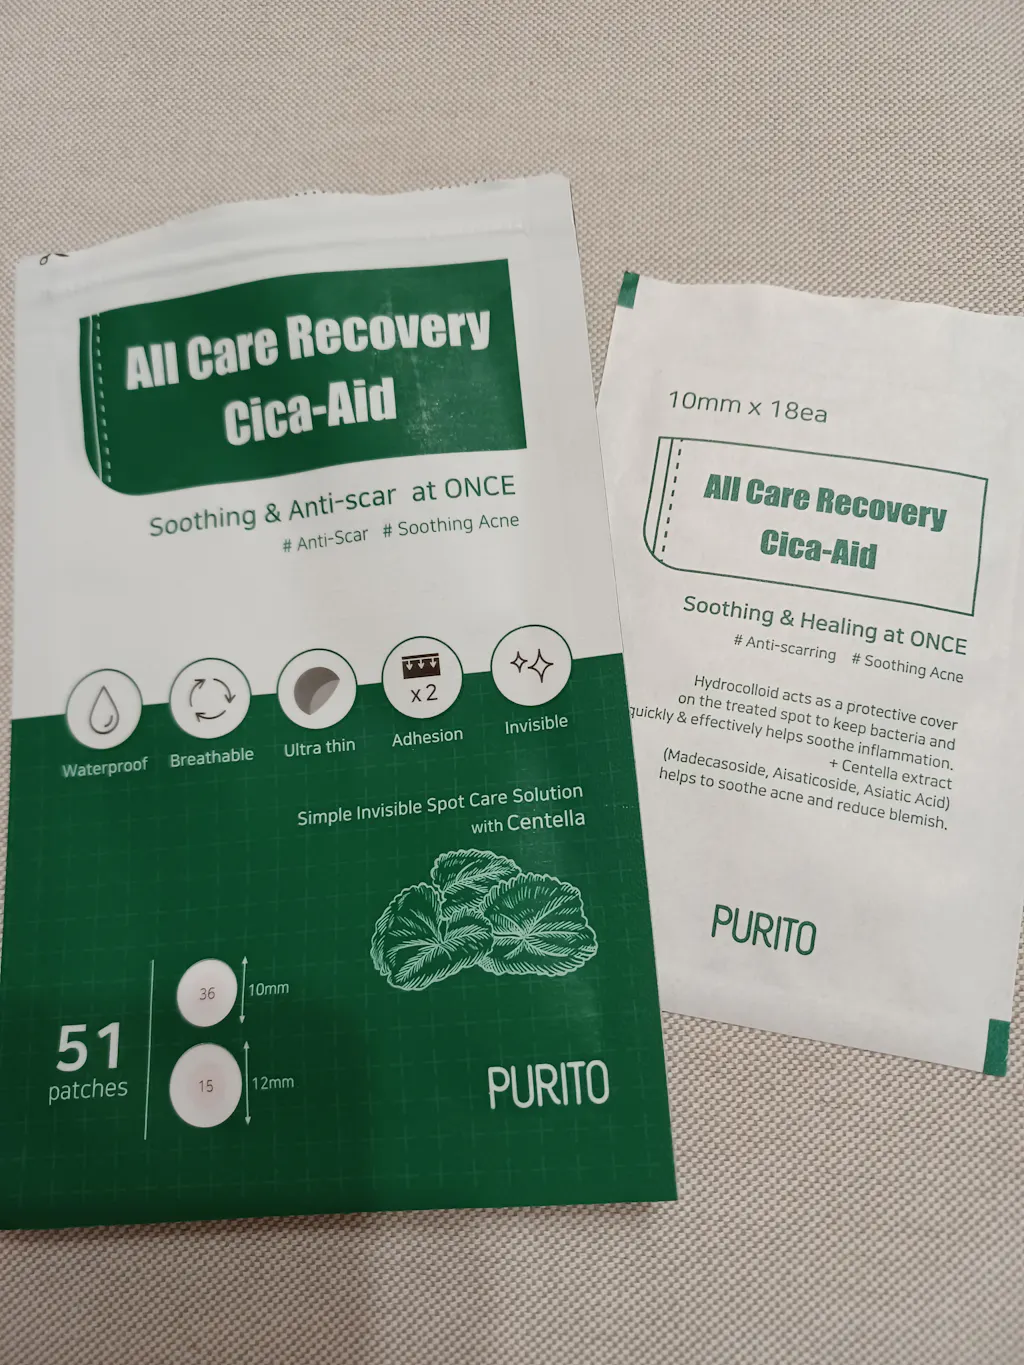 All Care Recovery
Cica-Aid
Soothing & Anti-scar at ONCE
# Anti-Scar # Soothing Acne
Waterproof
Breathable
Ultra thin
x 2
Adhesion
Invisible
Simple Invisible Spot Care Solution
with Centella
51
patches
36
10mm
15
12mm
PURITO
10mm x 18ea
All Care Recovery
Cica-Aid
Soothing & Healing at ONCE
# Anti-scarring # Soothing Acne
Hydrocolloid acts as a protective cover
on the treated spot to keep bacteria and
quickly & effectively helps soothe inflammation.
+ Centella extract
(Madecasoside, Aisaticoside, Asiatic Acid)
helps to soothe acne and reduce blemish.
PURITO